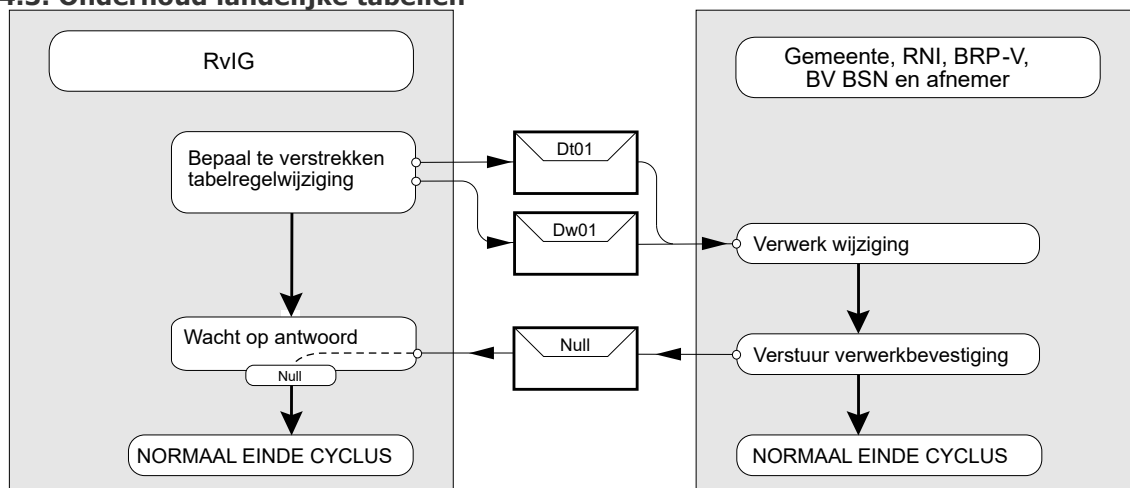 4.3. Onderhoud landelijke tabellen
RvIG
Gemeente, RNI, BRP-V,
BV BSN en afnemer
Bepaal te verstrekken
tabelregelwijziging
Dt01
Dw01
Verwerk wijziging
Wacht op antwoord
Null
Null
Verstuur verwerkbevestiging
NORMAAL EINDE CYCLUS
NORMAAL EINDE CYCLUS